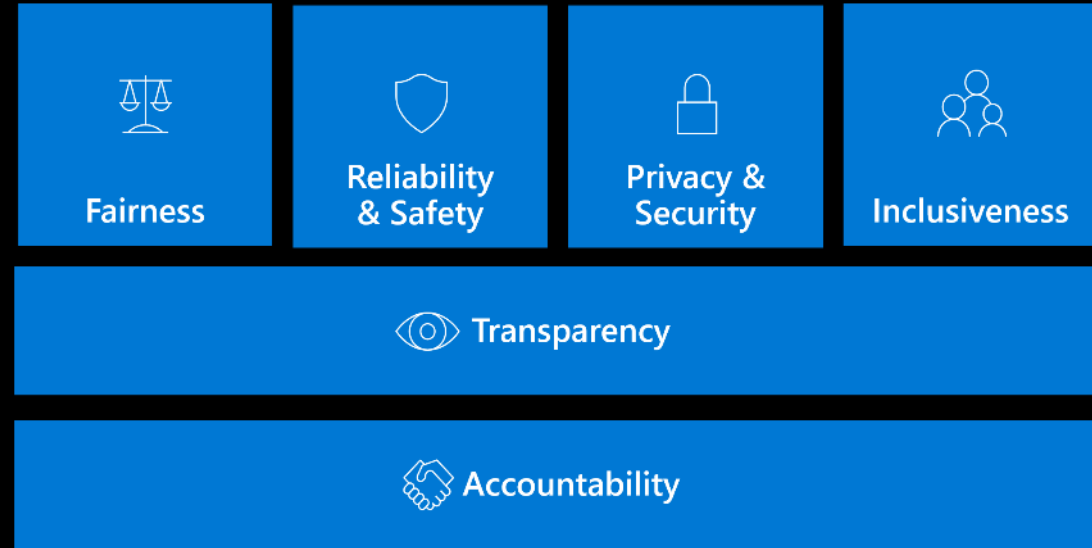 Fairness
Reliability
& Safety
Privacy &
Security
Inclusiveness
Transparency
Accountability